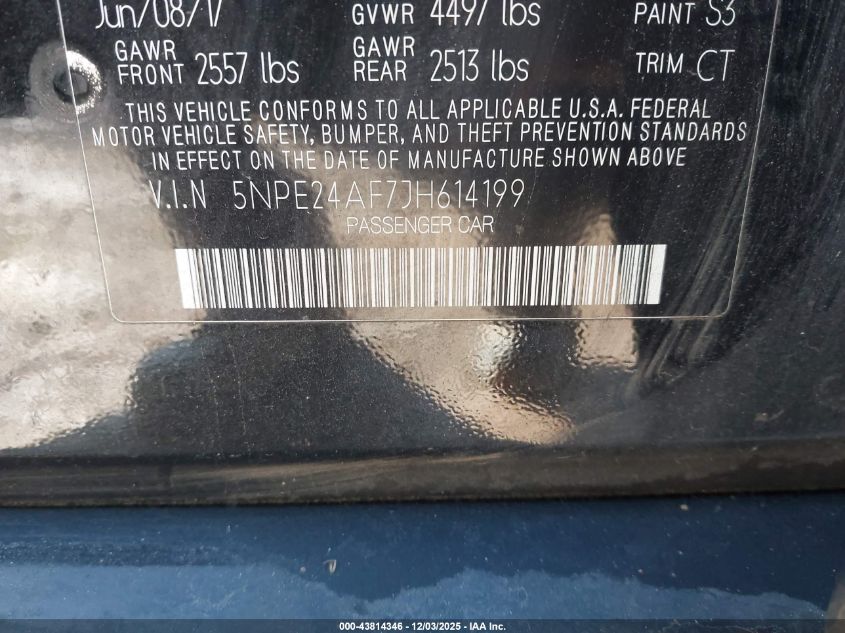 Jun/08/17 GVWR 4497 lbs PAINT S3
GAWR FRONT 2557 lbs GAWR REAR 2513 lbs TRIM CT
THIS VEHICLE CONFORMS TO ALL APPLICABLE U.S.A. FEDERAL
MOTOR VEHICLE SAFETY, BUMPER, AND THEFT PREVENTION STANDARDS
IN EFFECT ON THE DATE OF MANUFACTURE SHOWN ABOVE
V.I.N 5NPE24AF7JH614199
PASSENGER CAR
000-43814346 - 12/03/2025 - IAA Inc.